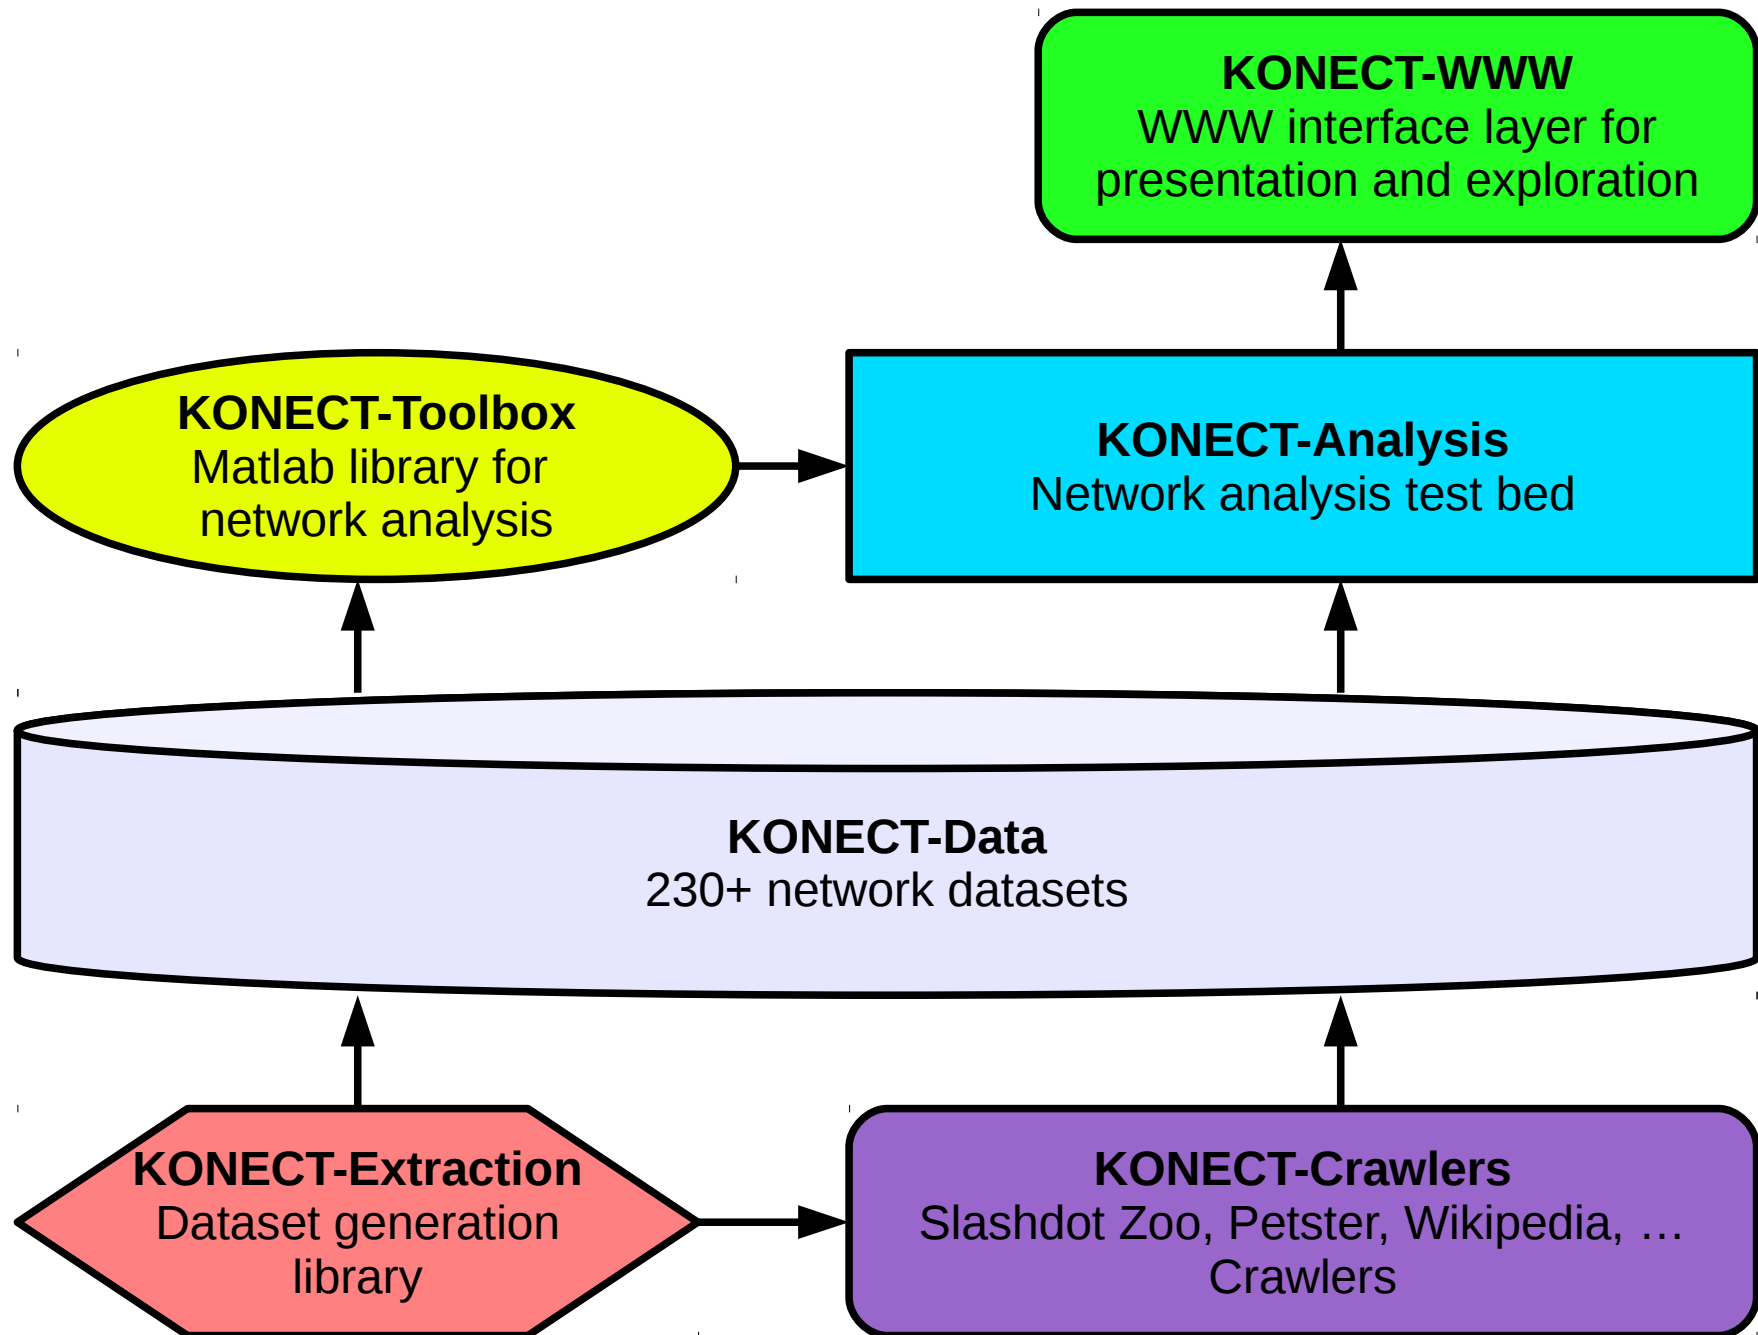 KONECT-WWW
WWW interface layer for
presentation and exploration
KONECT-Toolbox
Matlab library for
network analysis
KONECT-Analysis
Network analysis test bed
KONECT-Data
230+ network datasets
KONECT-Extraction
Dataset generation
library
KONECT-Crawlers
Slashdot Zoo, Petster, Wikipedia, …
Crawlers